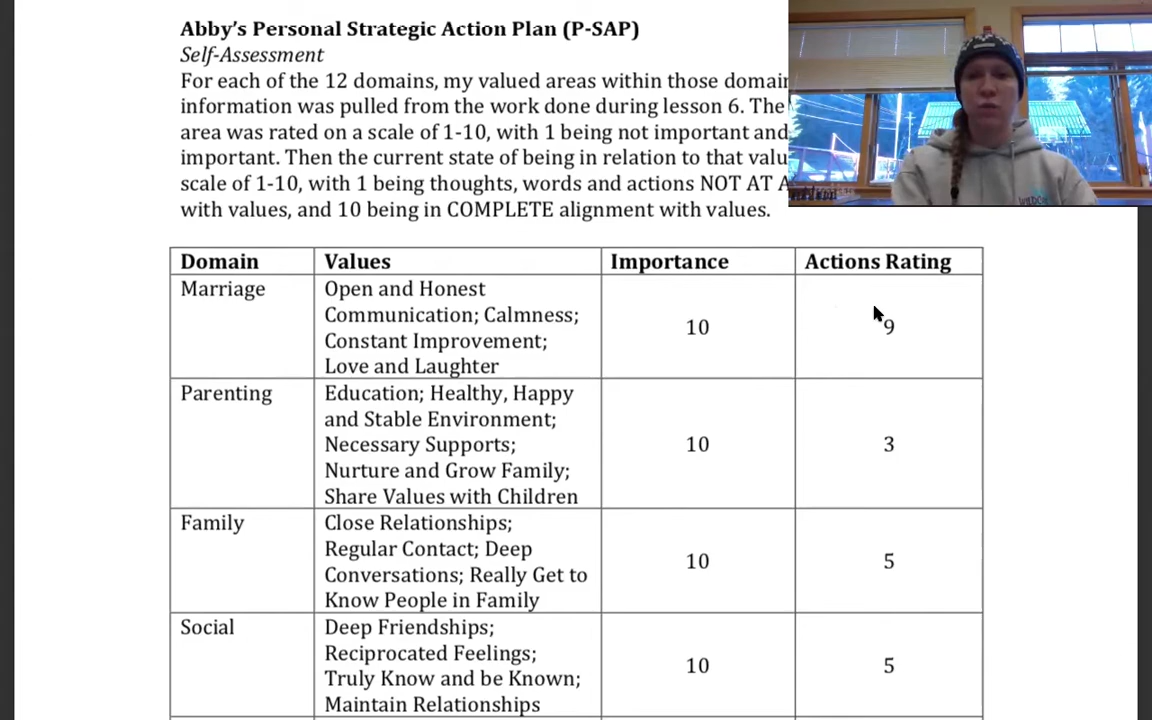 Abby's Personal Strategic Action Plan (P-SAP)
Self-Assessment
For each of the 12 domains, my valued areas within those domai
information was pulled from the work done during lesson 6. The
area was rated on a scale of 1-10, with 1 being not important and
important. Then the current state of being in relation to that valu
scale of 1-10, with 1 being thoughts, words and actions NOT AT A
with values, and 10 being in COMPLETE alignment with values.
Domain Values Importance Actions Rating
Marriage
Open and Honest
Communication; Calmness;
Constant Improvement;
Love and Laughter
10
9
Parenting
Education; Healthy, Happy
and Stable Environment;
Necessary Supports;
Nurture and Grow Family;
Share Values with Children
10
3
Family
Close Relationships;
Regular Contact; Deep
Conversations; Really Get to
Know People in Family
10
5
Social
Deep Friendships;
Reciprocated Feelings;
Truly Know and be Known;
Maintain Relationships
10
5